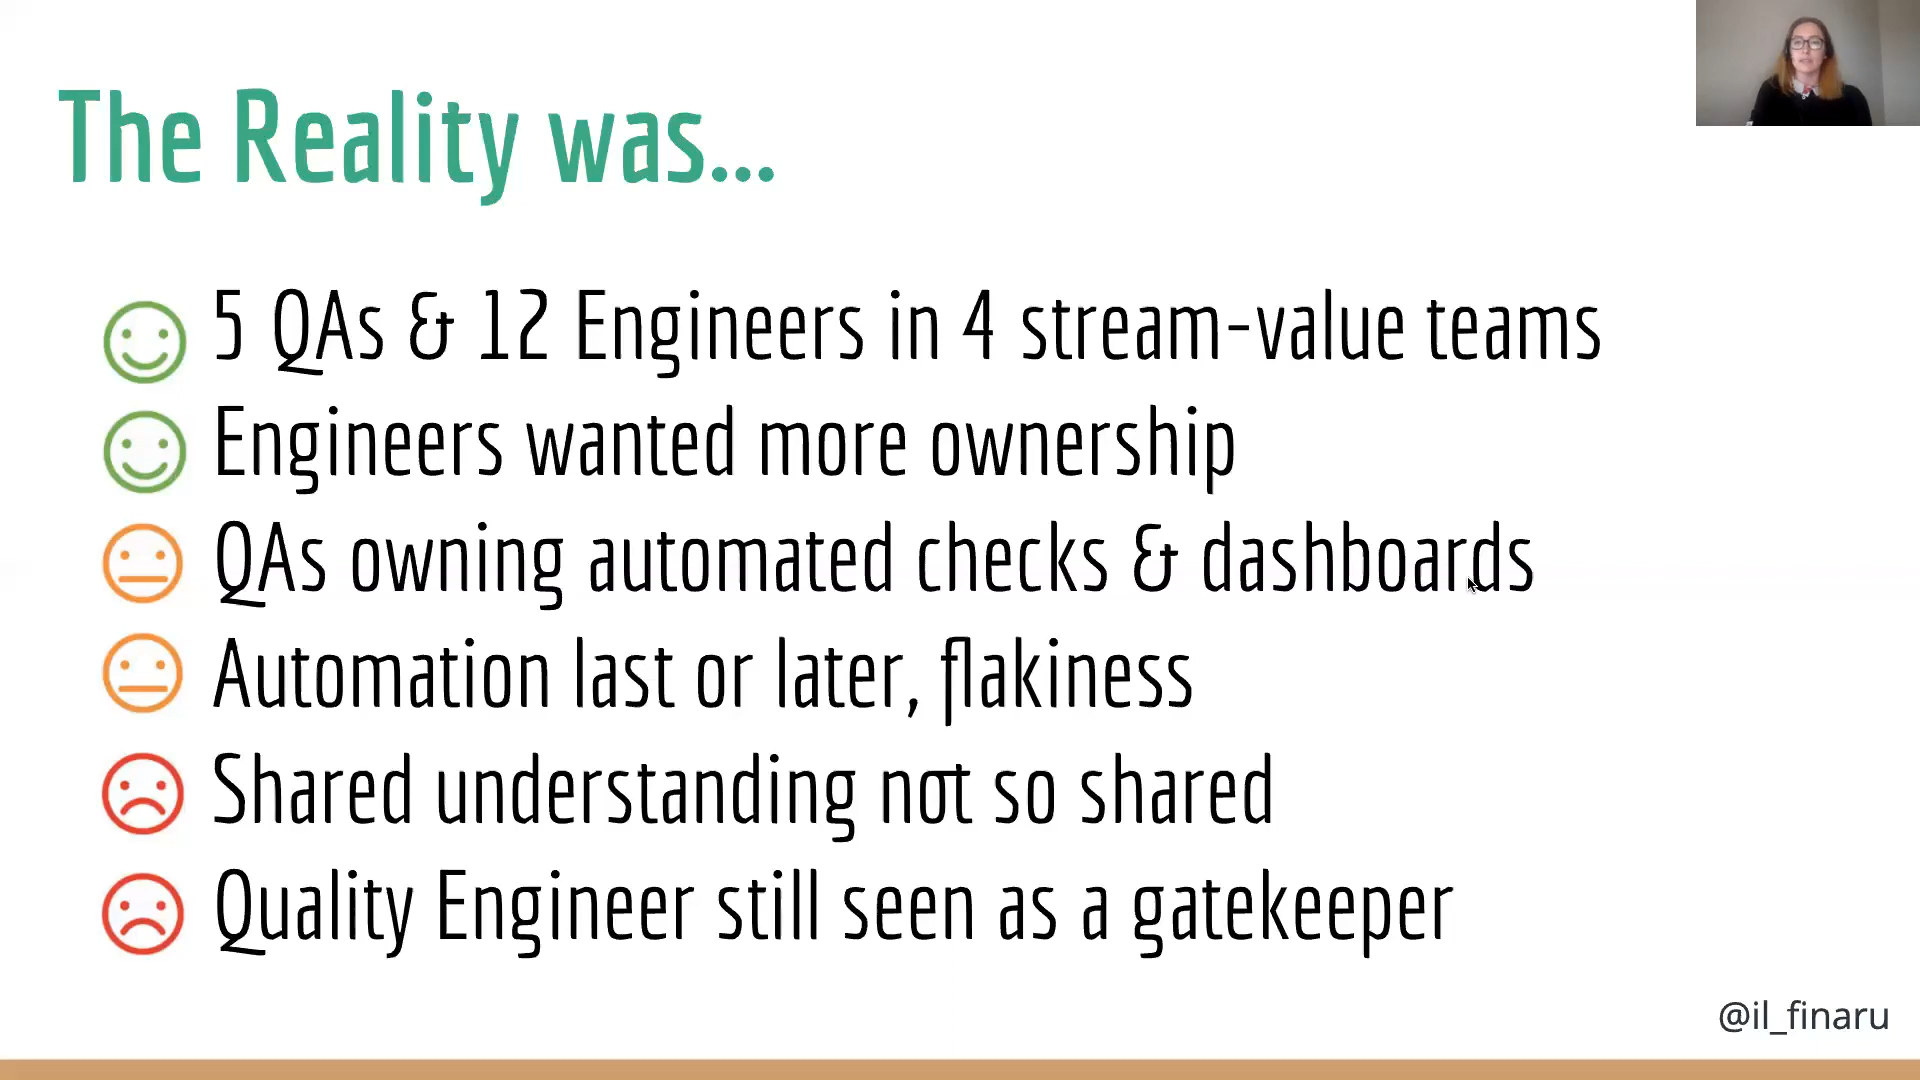 The Reality was...
5 QAs & 12 Engineers in 4 stream-value teams
Engineers wanted more ownership
QAs owning automated checks & dashboards
Automation last or later, flakiness
Shared understanding not so shared
Quality Engineer still seen as a gatekeeper
@il_finaru